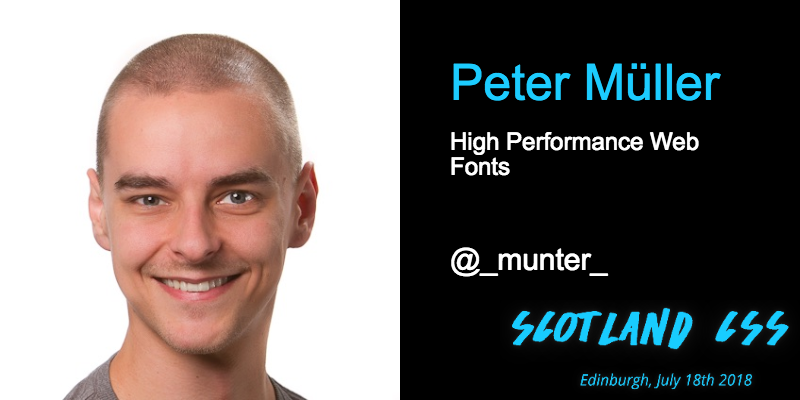 Peter Müller
High Performance Web
Fonts
@_munter_
SCOTLAND CSS
Edinburgh, July 18th 2018